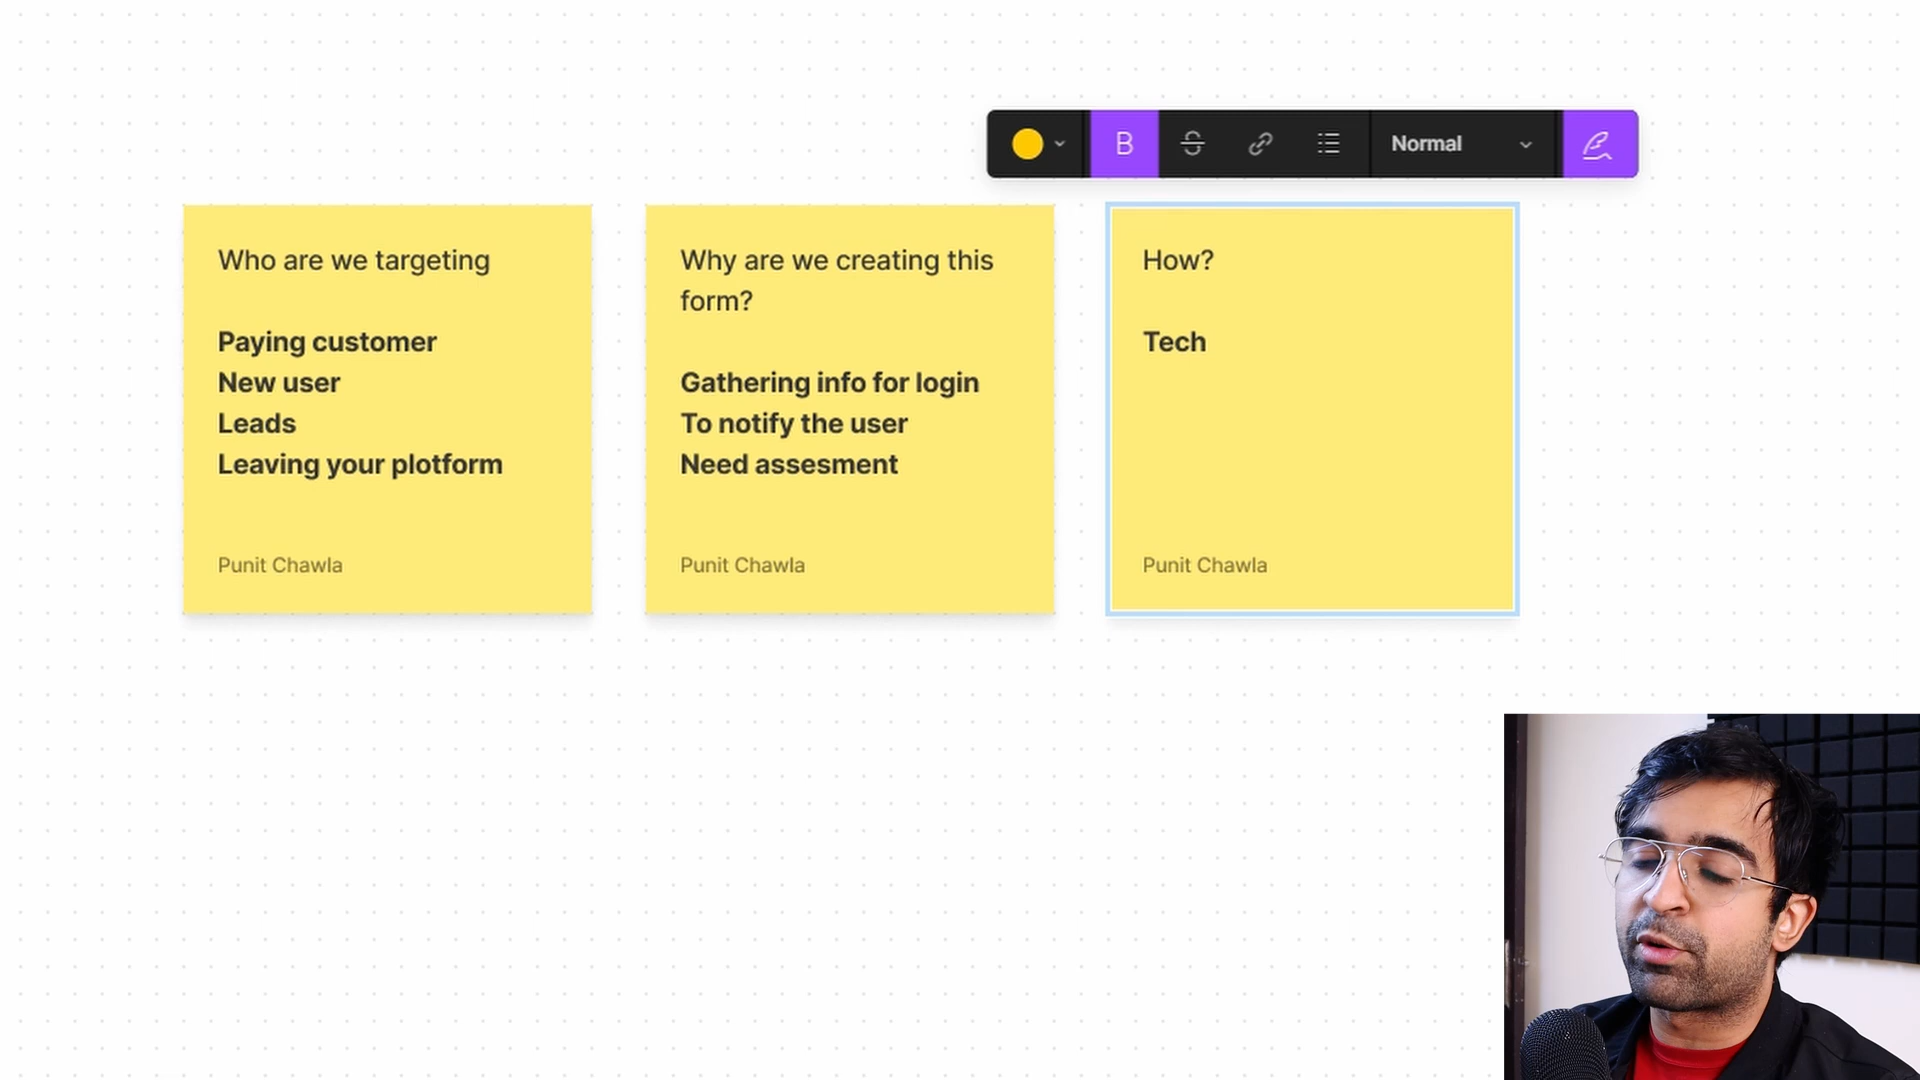 B
Normal
Who are we targeting
Paying customer
New user
Leads
Leaving your plotform
Punit Chawla
Why are we creating this
form?
Gathering info for login
To notify the user
Need assesment
Punit Chawla
How?
Tech
Punit Chawla